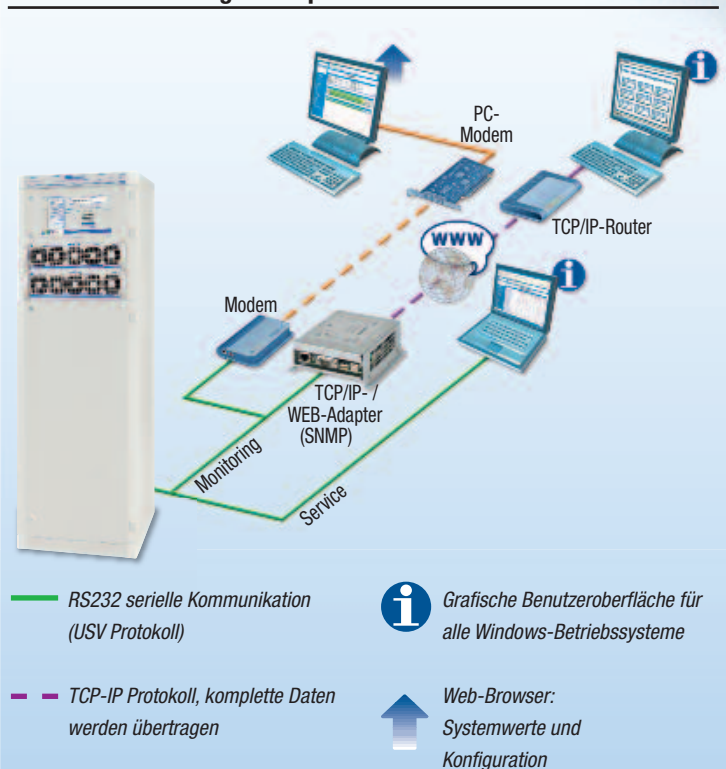 PC-
Modem
TCP/IP-Router
www
Modem
TCP/IP- /
WEB-Adapter
(SNMP)
Monitoring
Service
RS232 serielle Kommunikation
(USV Protokoll)
Grafische Benutzeroberfläche für
alle Windows-Betriebssysteme
TCP-IP Protokoll, komplette Daten
werden übertragen
Web-Browser:
Systemwerte und
Konfiguration